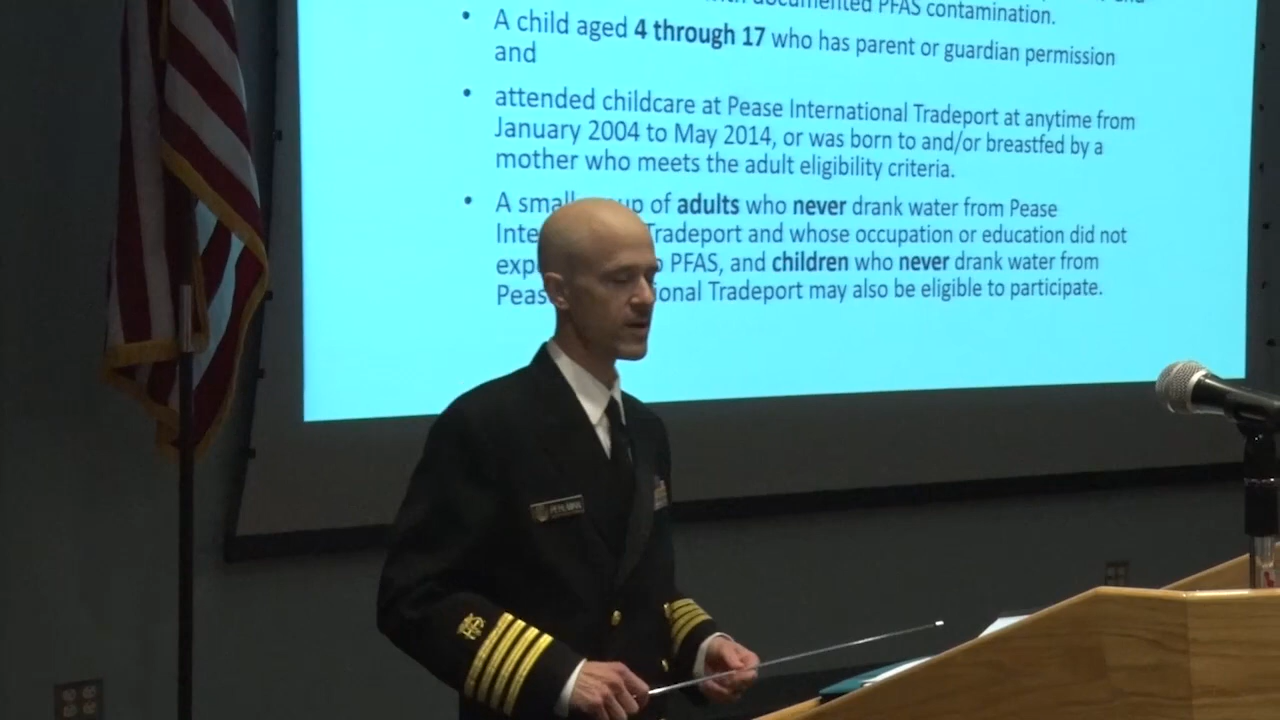 documented PFAS contamination.
• A child aged 4 through 17 who has parent or guardian permission
and
• attended childcare at Pease International Tradeport at anytime from
January 2004 to May 2014, or was born to and/or breastfed by a
mother who meets the adult eligibility criteria.
• A small up of adults who never drank water from Pease
Inte Tradeport and whose occupation or education did not
exp o PFAS, and children who never drank water from
Peas onal Tradeport may also be eligible to participate.